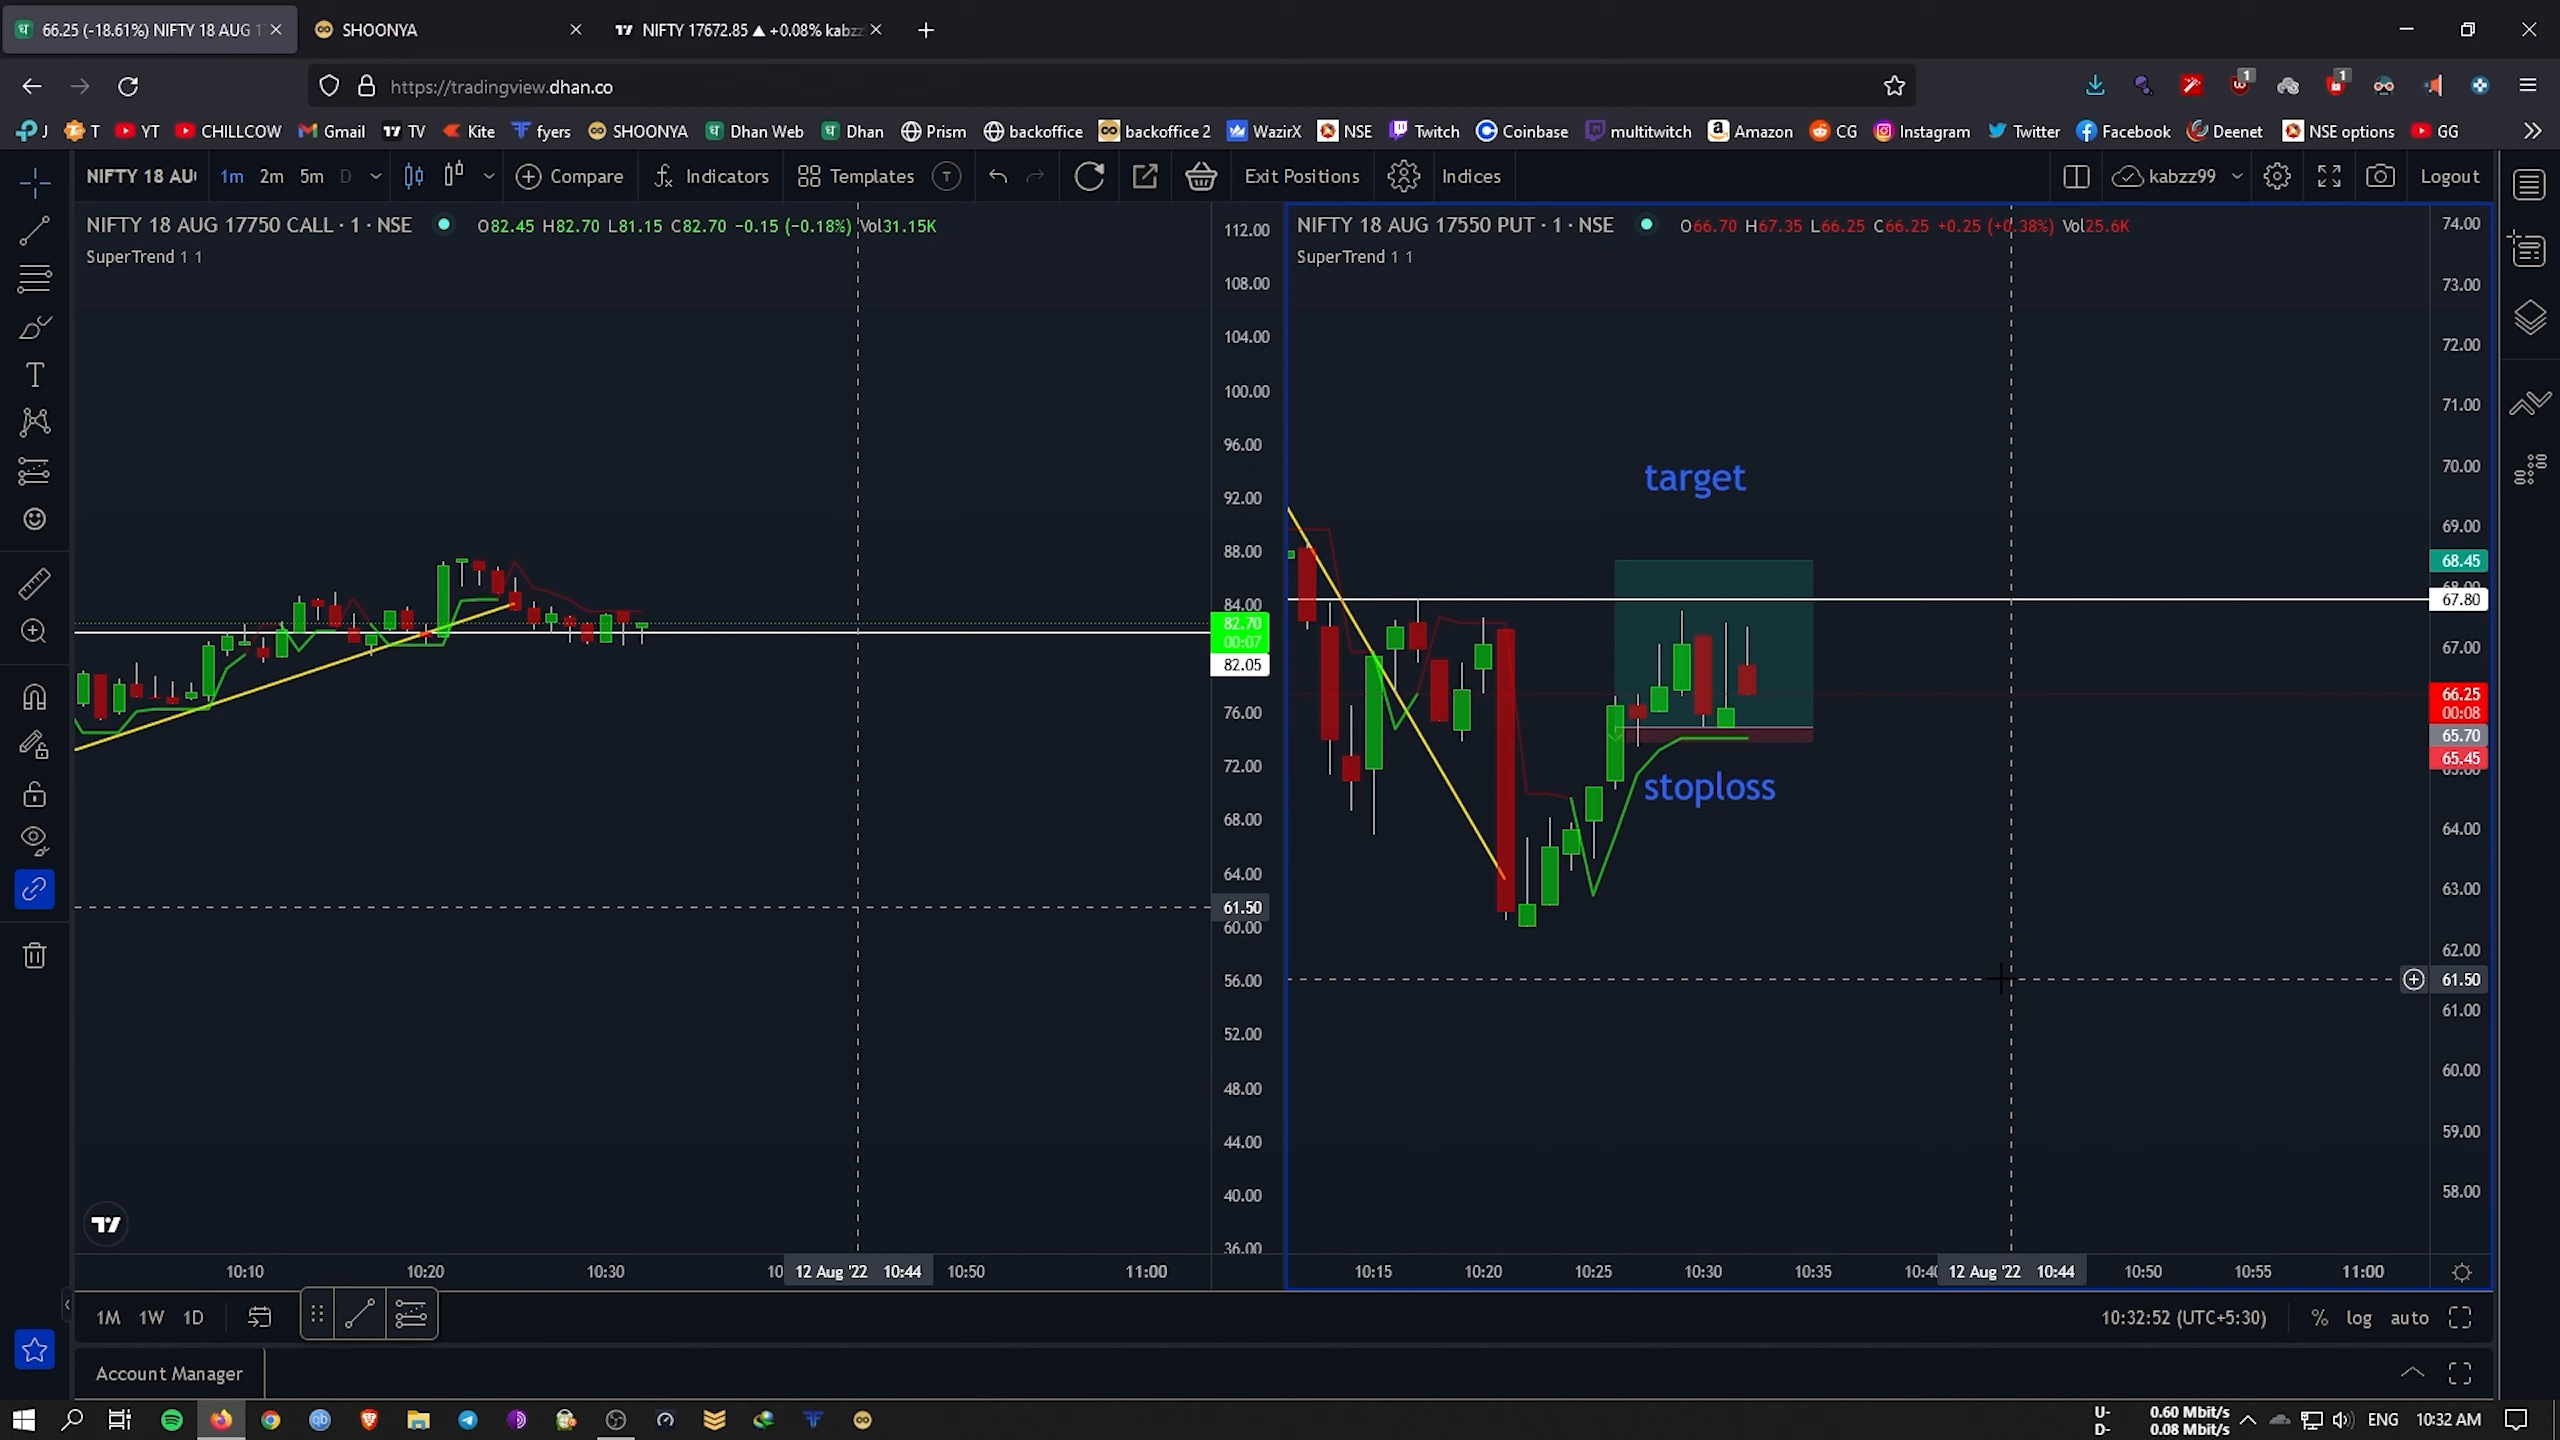 66.25 (-18.61%) NIFTY 18 AUG 1
SHOONYA
NIFTY 17672.85 ▲ +0.08% kabzz
https://tradingview.dhan.co
J T YT CHILLCOW Gmail TV Kite fyers SHOONYA Dhan Web Dhan Prism backoffice backoffice 2 WazirX NSE Twitch Coinbase multitwitch Amazon CG Instagram Twitter Facebook Deenet NSE options GG
NIFTY 18 AU 1m 2m 5m D Compare Indicators Templates T Exit Positions Indices kabzz99 Logout
NIFTY 18 AUG 17750 CALL · 1 · NSE O82.45 H82.70 L81.15 C82.70 −0.15 (−0.18%) Vol31.15K
SuperTrend 1 1
112.00
108.00
104.00
100.00
96.00
92.00
88.00
84.00
82.70
00:07
82.05
76.00
72.00
68.00
64.00
61.50
60.00
56.00
52.00
48.00
44.00
40.00
36.00
10:10 10:20 10:30 12 Aug '22 10:44 10:50 11:00
NIFTY 18 AUG 17550 PUT · 1 · NSE O66.70 H67.35 L66.25 C66.25 +0.25 (+0.38%) Vol25.6K
SuperTrend 1 1
target
stoploss
74.00
73.00
72.00
71.00
70.00
69.00
68.45
68.00
67.80
67.00
66.25
00:08
65.70
65.45
64.00
63.00
62.00
61.50
61.00
60.00
59.00
58.00
10:15 10:20 10:25 10:30 10:35 12 Aug '22 10:44 10:50 10:55 11:00
1M 1W 1D
10:32:52 (UTC+5:30) % log auto
Account Manager
U- 0.60 Mbit/s
D- 0.08 Mbit/s
ENG 10:32 AM